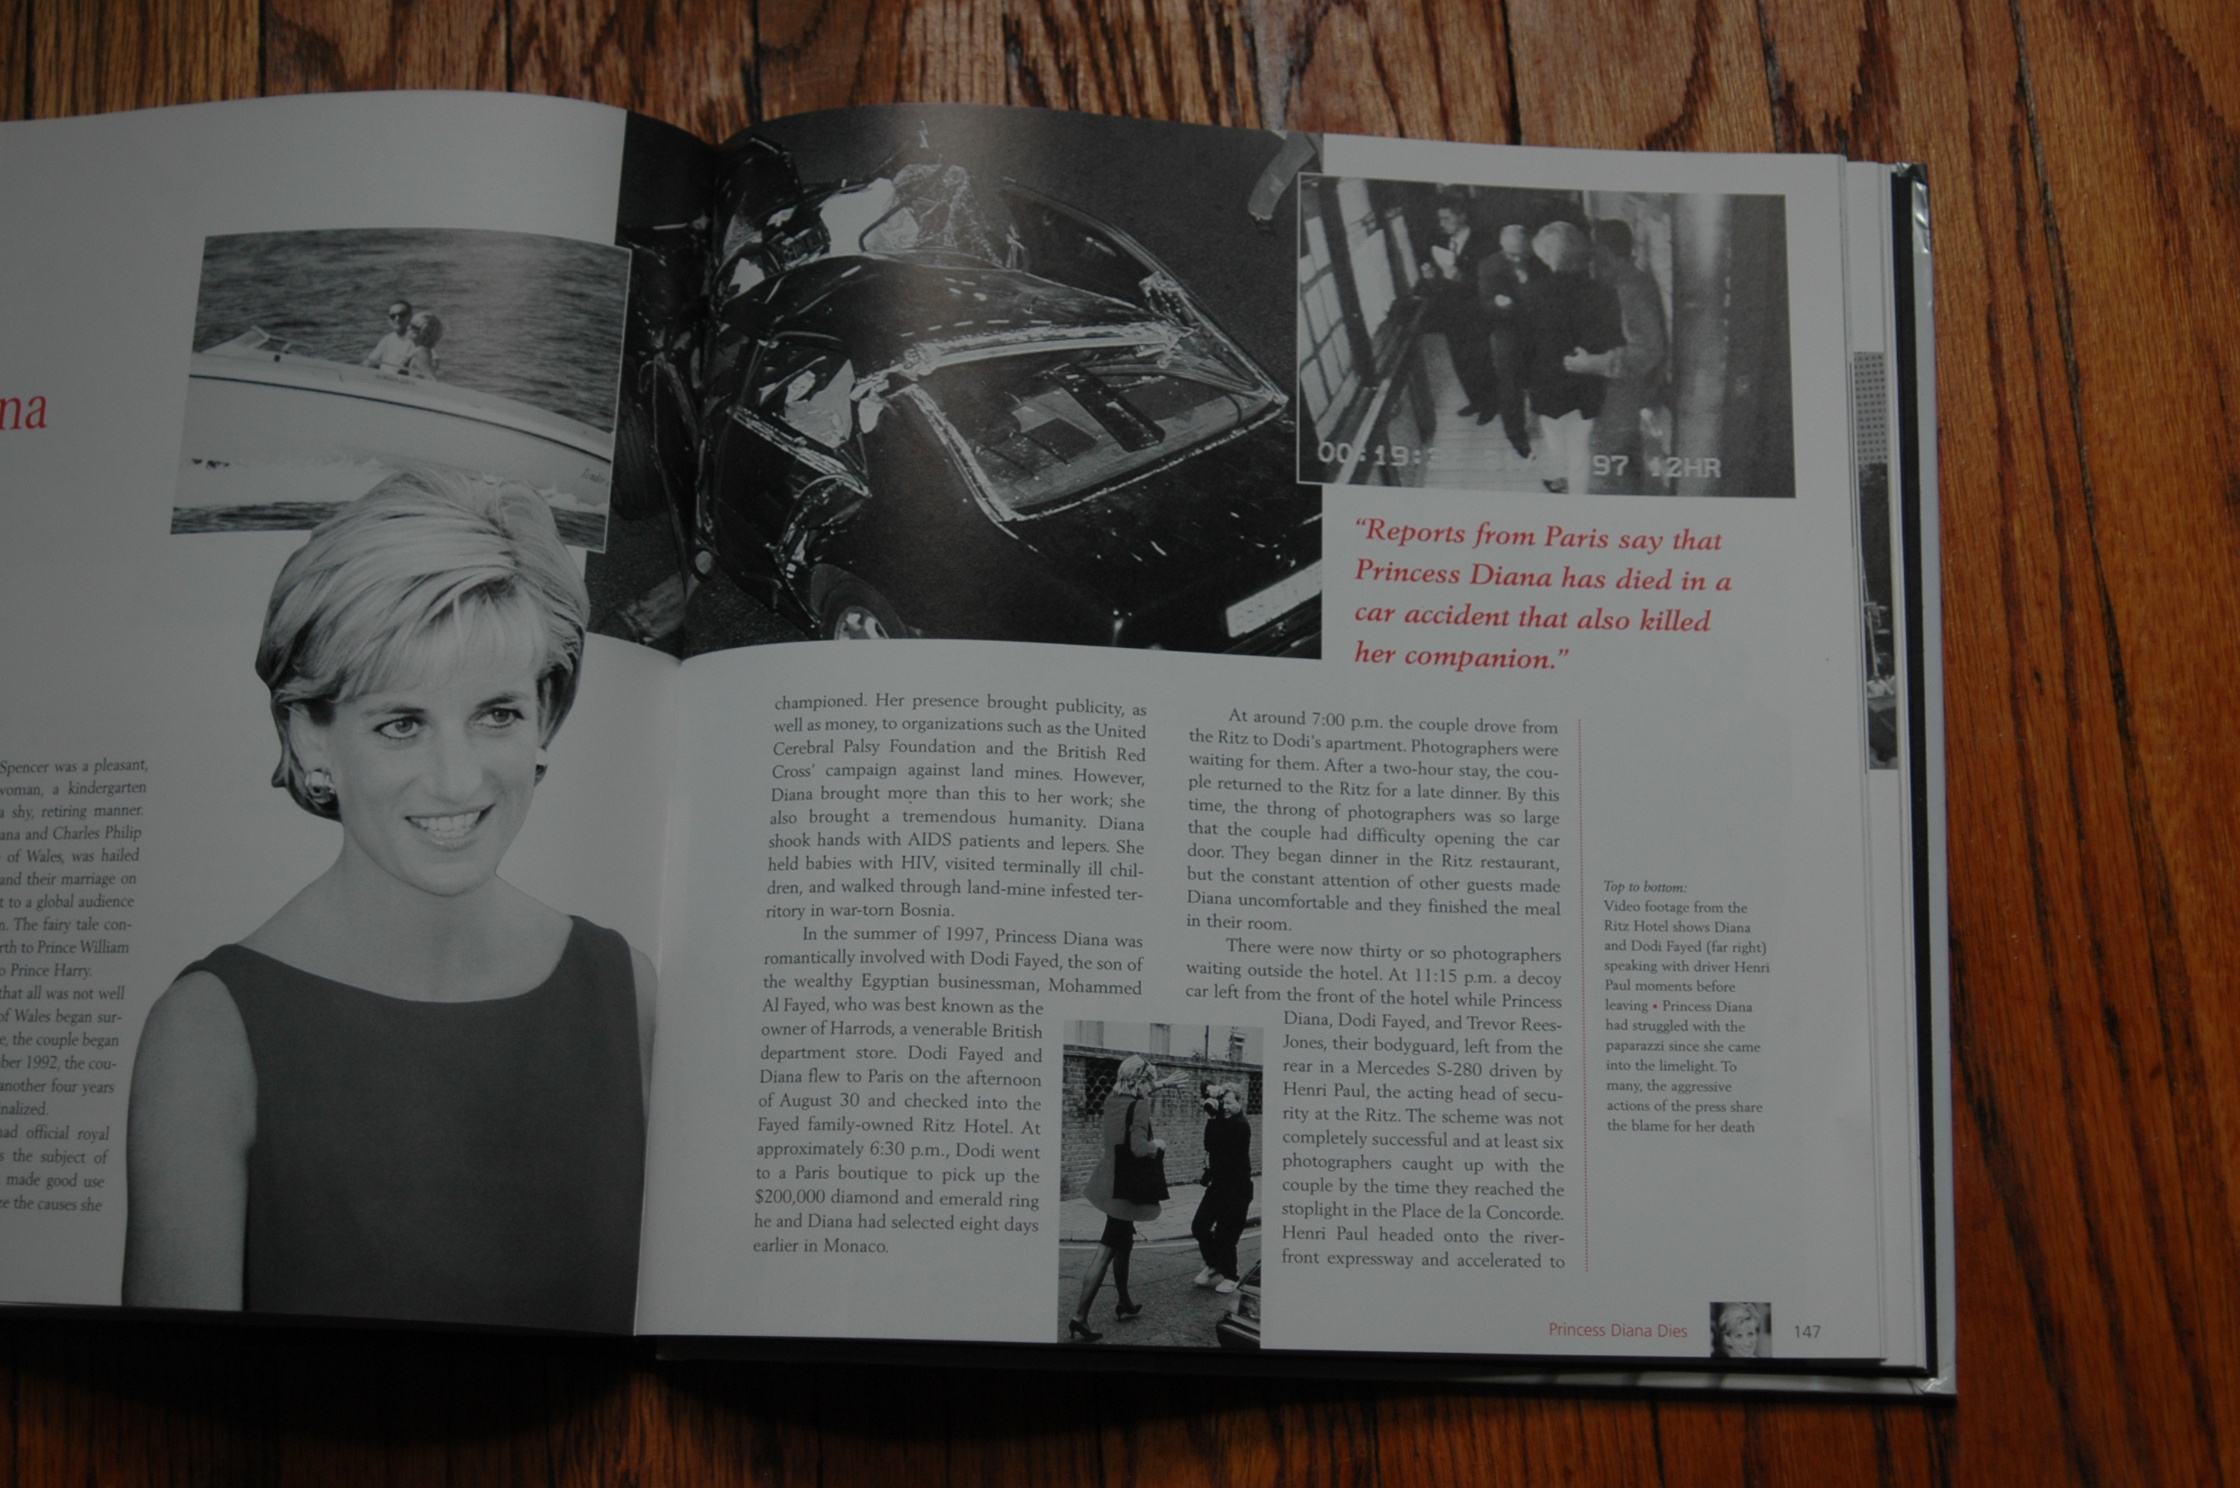 na
Spencer was a pleasant,
woman, a kindergarten
a shy, retiring manner.
ana and Charles Philip
of Wales, was hailed
and their marriage on
t to a global audience
n. The fairy tale con-
rth to Prince William
o Prince Harry.
that all was not well
of Wales began sur-
e, the couple began
ber 1992, the cou-
another four years
nalized.
had official royal
s the subject of
made good use
ze the causes she
00:19:
97 12HR
“Reports from Paris say that
Princess Diana has died in a
car accident that also killed
her companion.”
championed. Her presence brought publicity, as
well as money, to organizations such as the United
Cerebral Palsy Foundation and the British Red
Cross’ campaign against land mines. However,
Diana brought more than this to her work; she
also brought a tremendous humanity. Diana
shook hands with AIDS patients and lepers. She
held babies with HIV, visited terminally ill chil-
dren, and walked through land-mine infested ter-
ritory in war-torn Bosnia.
In the summer of 1997, Princess Diana was
romantically involved with Dodi Fayed, the son of
the wealthy Egyptian businessman, Mohammed
Al Fayed, who was best known as the
owner of Harrods, a venerable British
department store. Dodi Fayed and
Diana flew to Paris on the afternoon
of August 30 and checked into the
Fayed family-owned Ritz Hotel. At
approximately 6:30 p.m., Dodi went
to a Paris boutique to pick up the
$200,000 diamond and emerald ring
he and Diana had selected eight days
earlier in Monaco.
At around 7:00 p.m. the couple drove from
the Ritz to Dodi’s apartment. Photographers were
waiting for them. After a two-hour stay, the cou-
ple returned to the Ritz for a late dinner. By this
time, the throng of photographers was so large
that the couple had difficulty opening the car
door. They began dinner in the Ritz restaurant,
but the constant attention of other guests made
Diana uncomfortable and they finished the meal
in their room.
There were now thirty or so photographers
waiting outside the hotel. At 11:15 p.m. a decoy
car left from the front of the hotel while Princess
Diana, Dodi Fayed, and Trevor Rees-
Jones, their bodyguard, left from the
rear in a Mercedes S-280 driven by
Henri Paul, the acting head of secu-
rity at the Ritz. The scheme was not
completely successful and at least six
photographers caught up with the
couple by the time they reached the
stoplight in the Place de la Concorde.
Henri Paul headed onto the river-
front expressway and accelerated to
Top to bottom:
Video footage from the
Ritz Hotel shows Diana
and Dodi Fayed (far right)
speaking with driver Henri
Paul moments before
leaving • Princess Diana
had struggled with the
paparazzi since she came
into the limelight. To
many, the aggressive
actions of the press share
the blame for her death
Princess Diana Dies
147